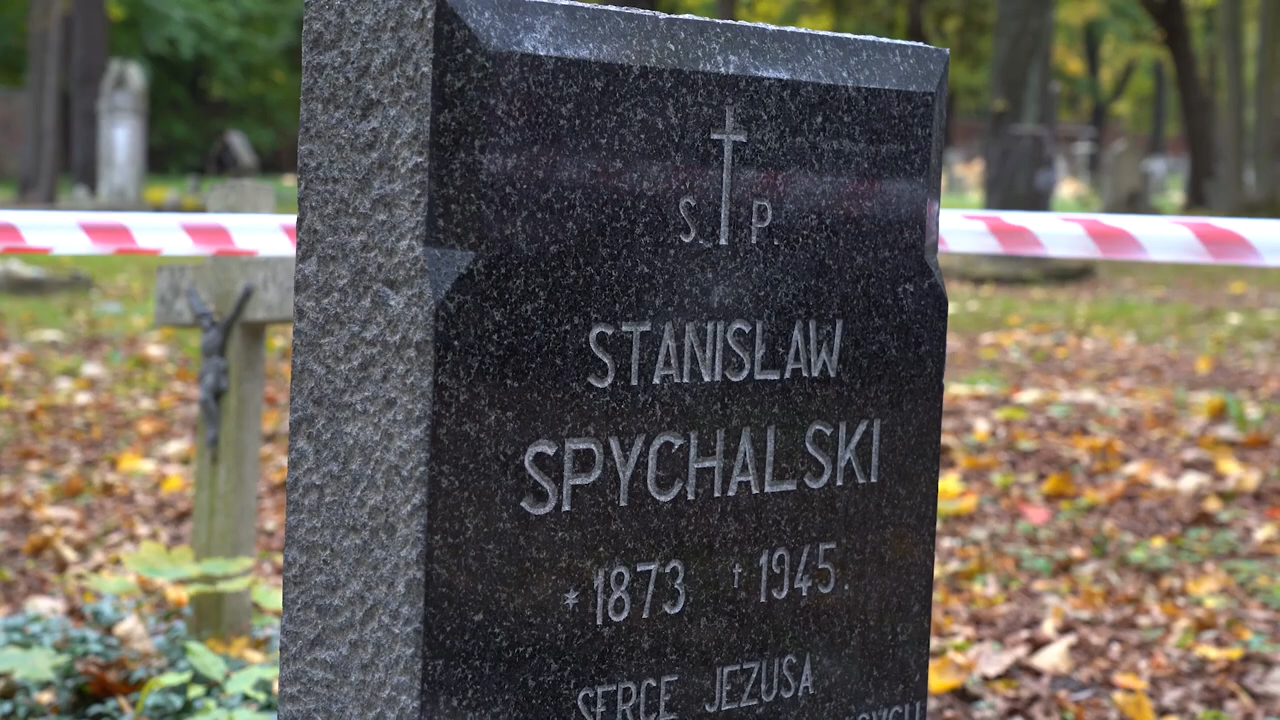 S. P.
STANISŁAW
SPYCHALSKI
* 1873 † 1945.
SERCE JEZUSA